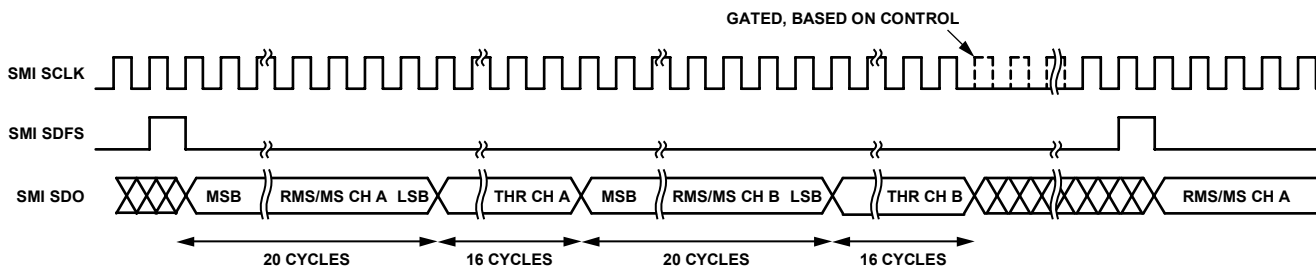 GATED, BASED ON CONTROL
SMI SCLK
SMI SDFS
SMI SDO
MSB
RMS/MS CH A
LSB
THR CH A
MSB
RMS/MS CH B
LSB
THR CH B
RMS/MS CH A
20 CYCLES
16 CYCLES
20 CYCLES
16 CYCLES